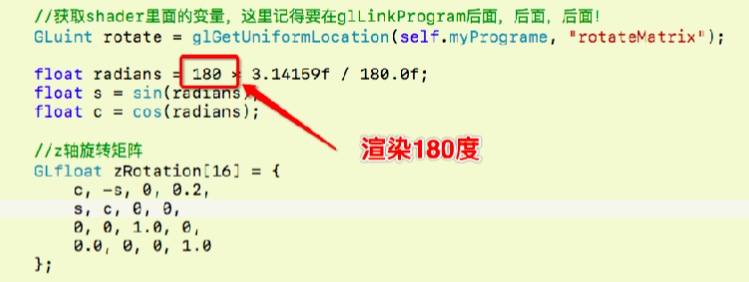 //获取shader里面的变量，这里记得要在glLinkProgram后面，后面，后面！
GLuint rotate = glGetUniformLocation(self.myPrograme, "rotateMatrix");
float radians = 180 * 3.14159f / 180.0f;
float s = sin(radians);
float c = cos(radians);
渲染180度
//z轴旋转矩阵
GLfloat zRotation[16] = {
c, -s, 0, 0.2,
s, c, 0, 0,
0, 0, 1.0, 0,
0.0, 0, 0, 1.0
};